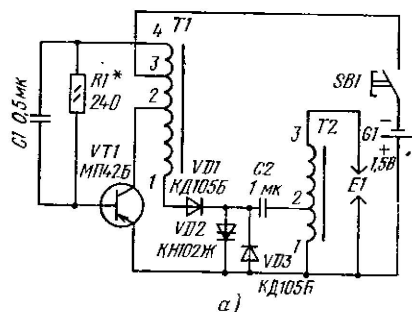 T1
4
3
2
1
C1 0,5мк
R1*
240
VT1
МП42Б
VD1
КД105Б
VD2
КН102Ж
C2
1 мк
VD3
КД105Б
T2
3
2
1
SB1
G1
−
+
1,5В
E1
а)